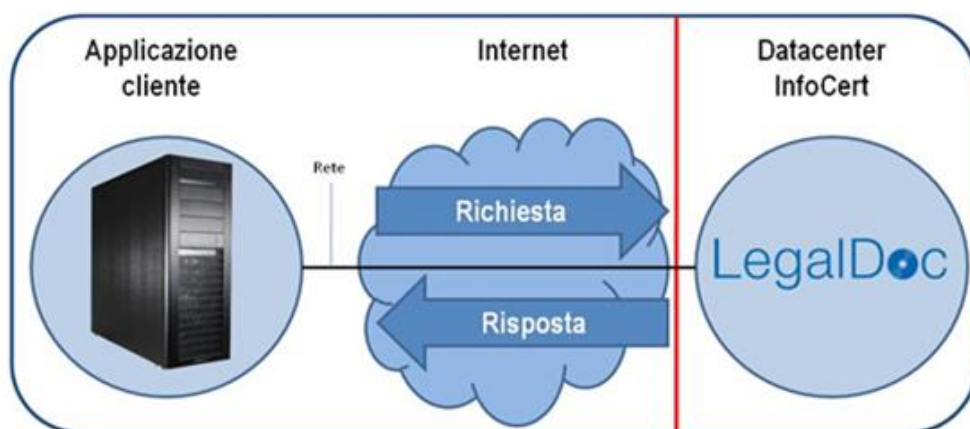 Applicazione
cliente
Internet
Datacenter
InfoCert
Rete
Richiesta
LegalDoc
Risposta